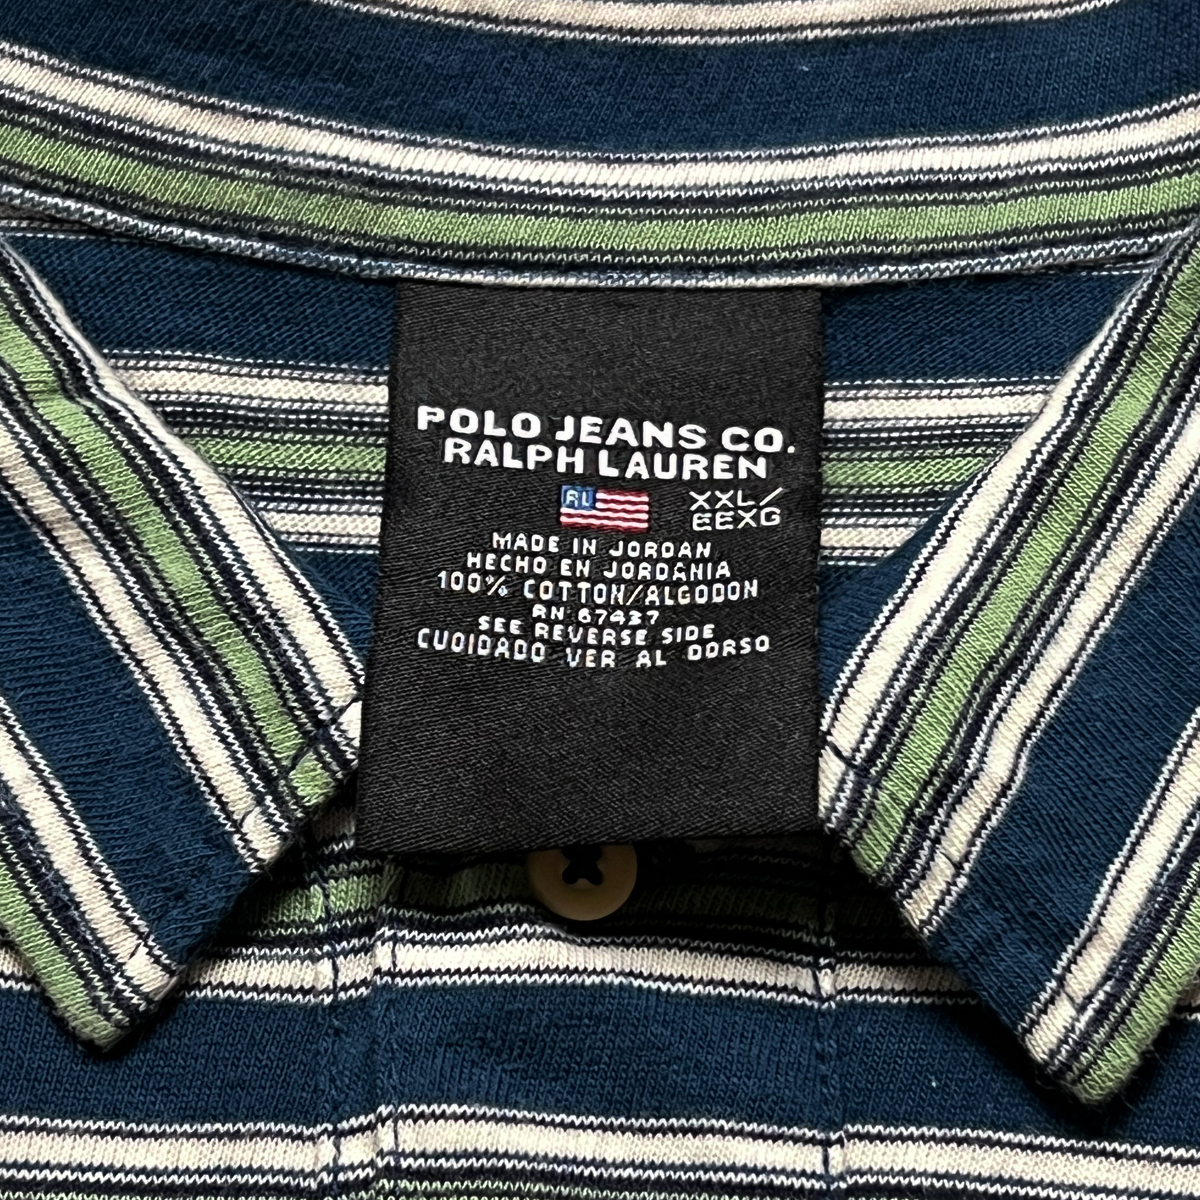 POLO JEANS CO.
RALPH LAUREN
RL
XXL/
EEXG
MADE IN JORDAN
HECHO EN JORDANIA
100% COTTON/ALGODON
RN 67437
SEE REVERSE SIDE
CUOIDADO VER AL DORSO